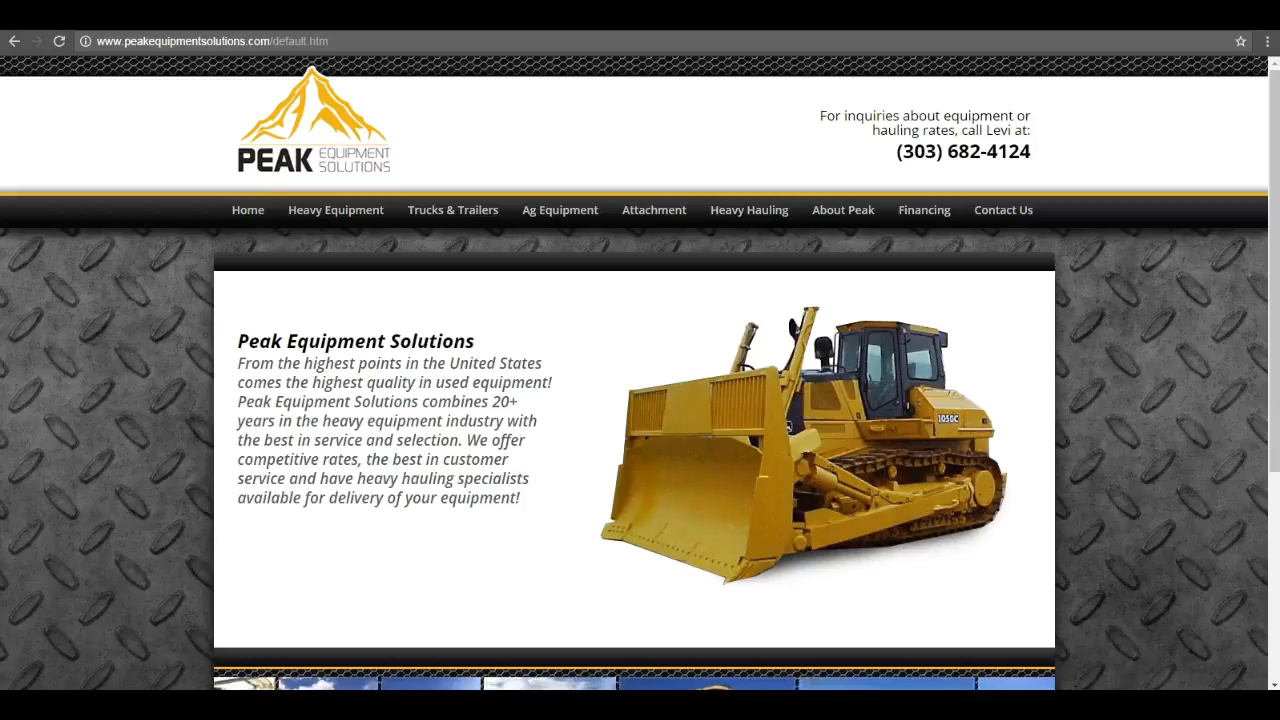 www.peakequipmentsolutions.com/default.htm
For inquiries about equipment or
hauling rates, call Levi at:
(303) 682-4124
PEAK EQUIPMENT
SOLUTIONS
Home Heavy Equipment Trucks & Trailers Ag Equipment Attachment Heavy Hauling About Peak Financing Contact Us
Peak Equipment Solutions
From the highest points in the United States
comes the highest quality in used equipment!
Peak Equipment Solutions combines 20+
years in the heavy equipment industry with
the best in service and selection. We offer
competitive rates, the best in customer
service and have heavy hauling specialists
available for delivery of your equipment!
1050C